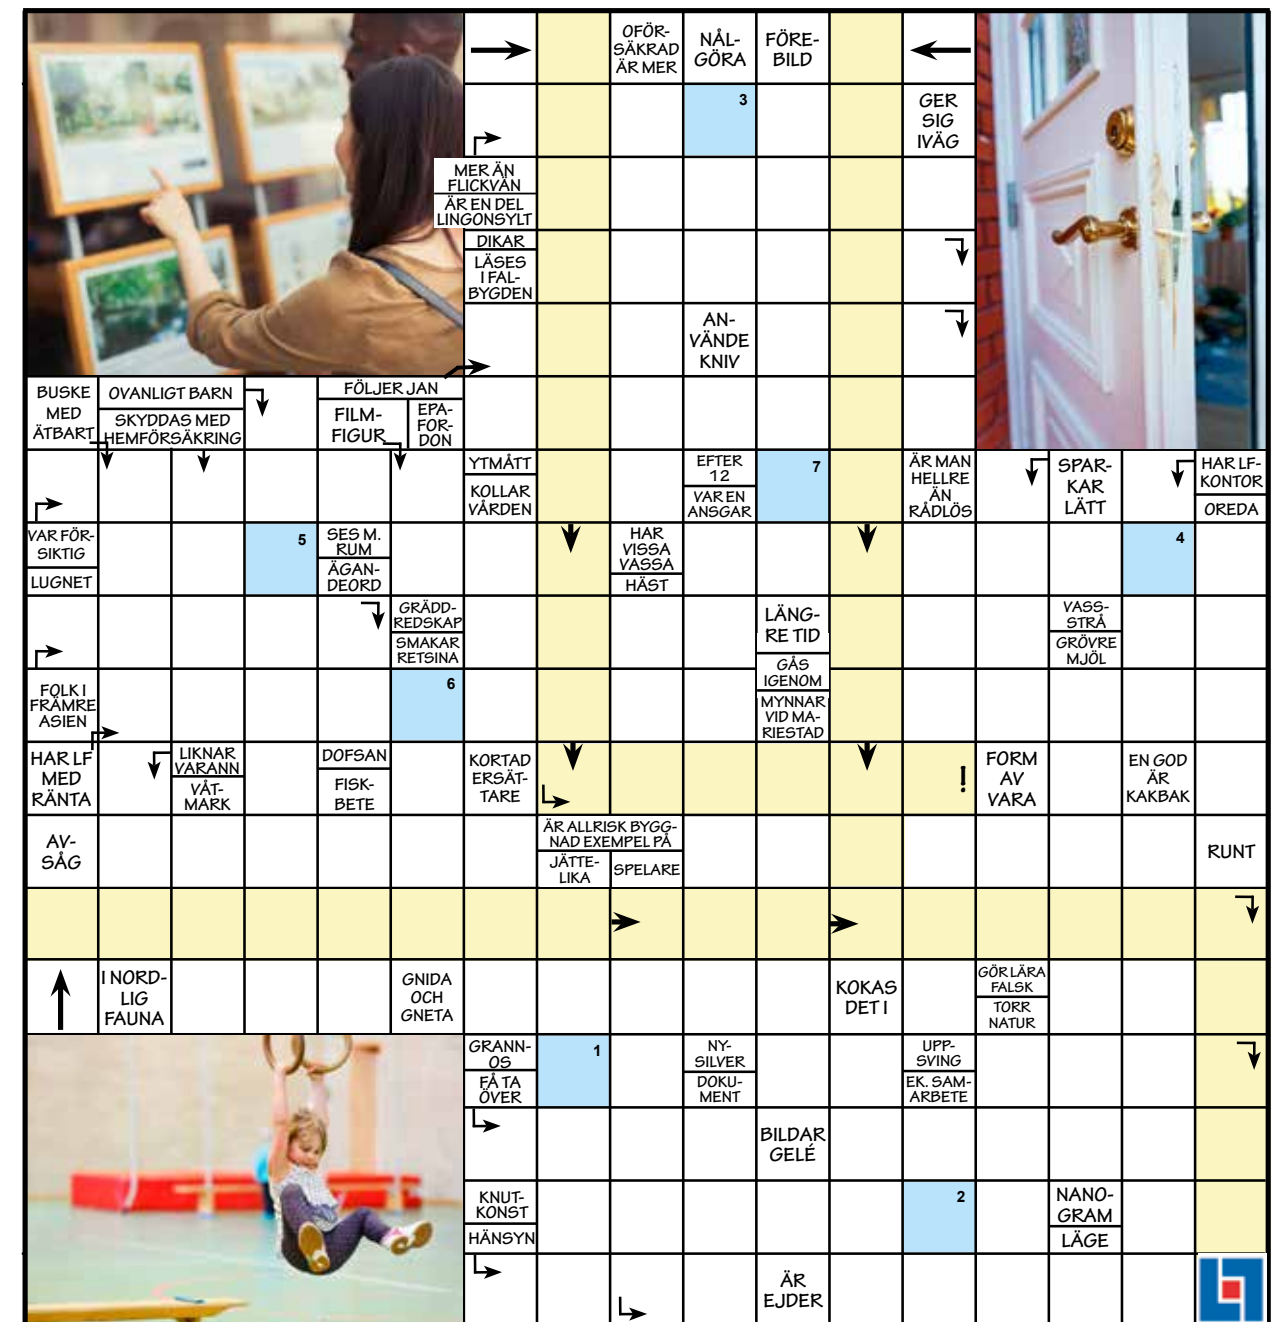 OFÖR-
SÄKRAD
ÄR MER
NÅL-
GÖRA
FÖRE-
BILD
3
GER
SIG
IVÄG
MER ÄN
FLICKVÄN
ÄR EN DEL
LINGONSYLT
DIKAR
LÄSES
I FAL-
BYGDEN
AN-
VÄNDE
KNIV
BUSKE
MED
ÄTBART
OVANLIGT BARN
SKYDDAS MED
HEMFÖRSÄKRING
FÖLJER JAN
FILM-
FIGUR
EPA-
FOR-
DON
YTMÅTT
KOLLAR
VÅRDEN
EFTER
12
VAR EN
ANSGAR
7
ÄR MAN
HELLRE
ÄN
RÅDLÖS
SPAR-
KAR
LÄTT
HAR LF-
KONTOR
OREDA
VAR FÖR-
SIKTIG
LUGNET
5
SES M.
RUM
ÄGAN-
DEORD
HAR
VISSA
VASSA
HÄST
4
GRÄDD-
REDSKAP
SMAKAR
RETSINA
LÄNG-
RE TID
GÅS
IGENOM
MYNNAR
VID MA-
RIESTAD
VASS-
STRÅ
GRÖVRE
MJÖL
FOLK I
FRÄMRE
ASIEN
6
HAR LF
MED
RÄNTA
LIKNAR
VARANN
VÅT-
MARK
DOFSAN
FISK-
BETE
KORTAD
ERSÄT-
TARE
!
FORM
AV
VARA
EN GOD
ÄR
KAKBAK
AV-
SÅG
ÄR ALLRISK BYGG-
NAD EXEMPEL PÅ
JÄTTE-
LIKA
SPELARE
RUNT
I NORD-
LIG
FAUNA
GNIDA
OCH
GNETA
KOKAS
DET I
GÖR LÄRA
FALSK
TORR
NATUR
GRANN-
OS
FÅ TA
ÖVER
1
NY-
SILVER
DOKU-
MENT
UPP-
SVING
EK. SAM-
ARBETE
BILDAR
GELÉ
KNUT-
KONST
HÄNSYN
2
NANO-
GRAM
LÄGE
ÄR
EJDER